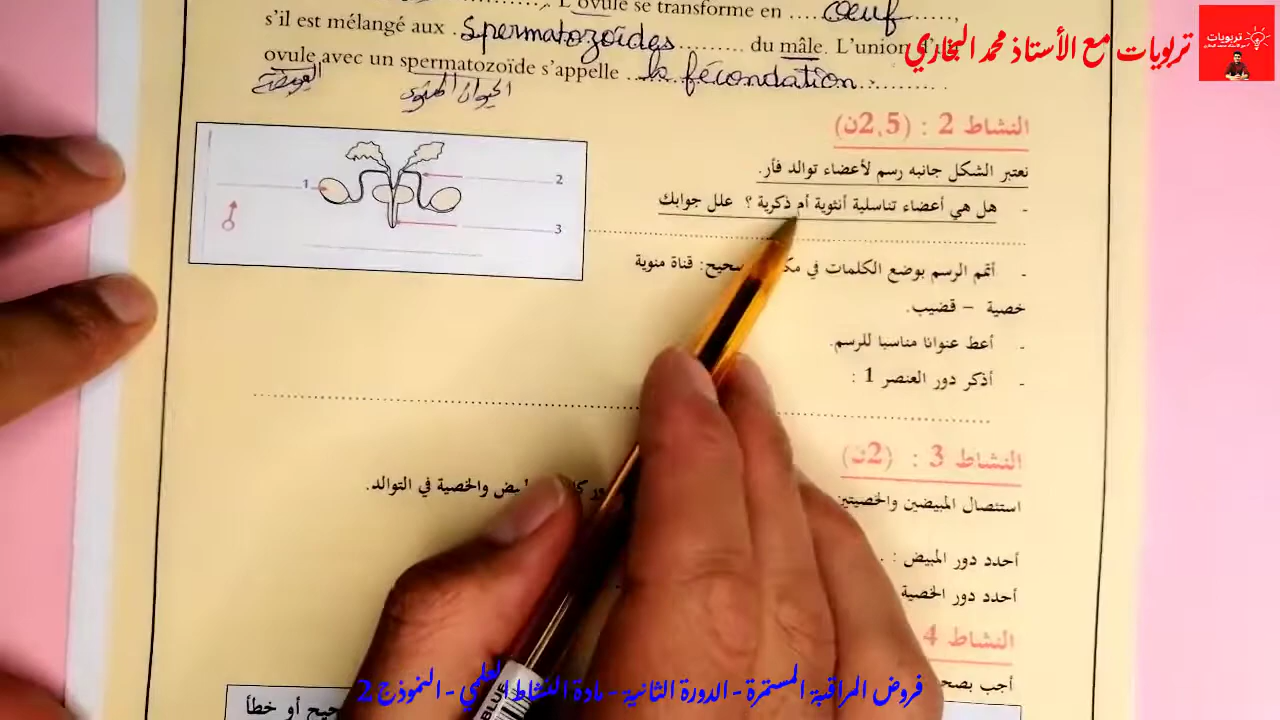 L'ovule se transforme en .... œuf ........,
s'il est mélangé aux . spermatozoïdes ......... du mâle. L'union d'un
ovule avec un spermatozoïde s'appelle ... la fécondation ...
العويضة
الحيوان المنوي
تربويات مع الأستاذ محمد البخاري
تربويات
النشاط 2 : (2,5ن)
نعتبر الشكل جانبه رسم لأعضاء توالد فأر.
- هل هي أعضاء تناسلية أنثوية أم ذكرية ؟ علل جوابك
- أتمم الرسم بوضع الكلمات في صحيح: قناة منوية
خصية – قضيب.
- أعط عنوانا مناسبا للرسم.
- أذكر دور العنصر 1 :
1
2
3
النشاط 3 : (2ن)
استئصال المبيضين والخصيتين والخصية في التوالد.
أحدد دور المبيض : .
أحدد دور الخصية
النشاط 4
أجب بصح
أو خطأ
BLUE
فروض المراقبة المستمرة - الدورة الثانية - مادة النشاط العلمي - النموذج 2